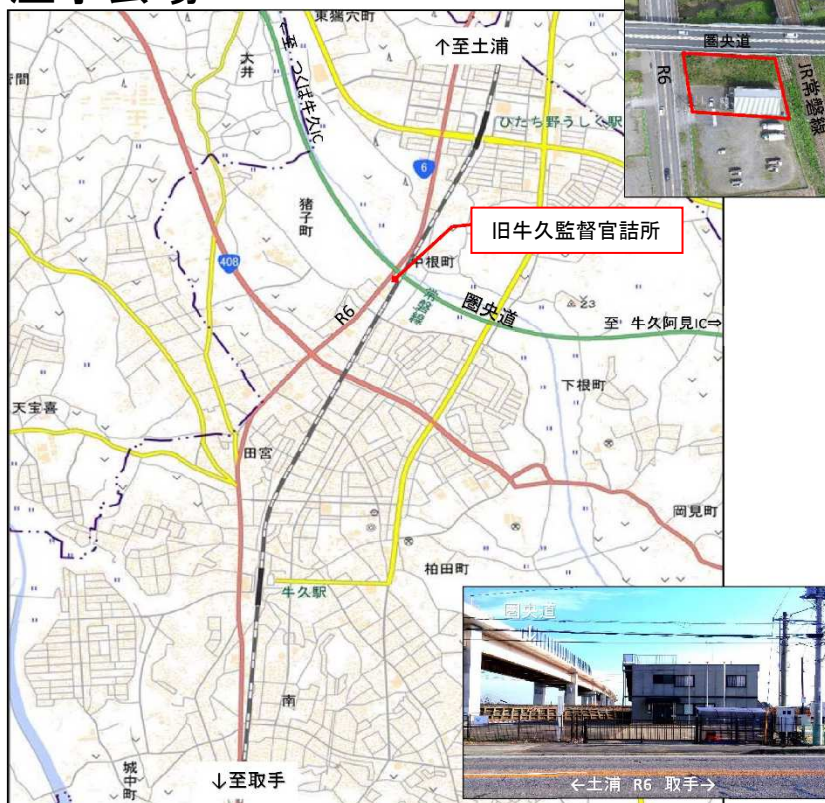 東猯穴町
↑至土浦
大井
←至 つくば牛久IC
ひたち野うしく駅
6
猪子町
旧牛久監督官詰所
中根町
408
R6
常磐線
圏央道
23
至 牛久阿見IC⇒
下根町
天宝喜
田宮
岡見町
柏田町
牛久駅
南
城中町
↓至取手
圏央道
R6
JR常磐線
圏央道
←土浦 R6 取手→